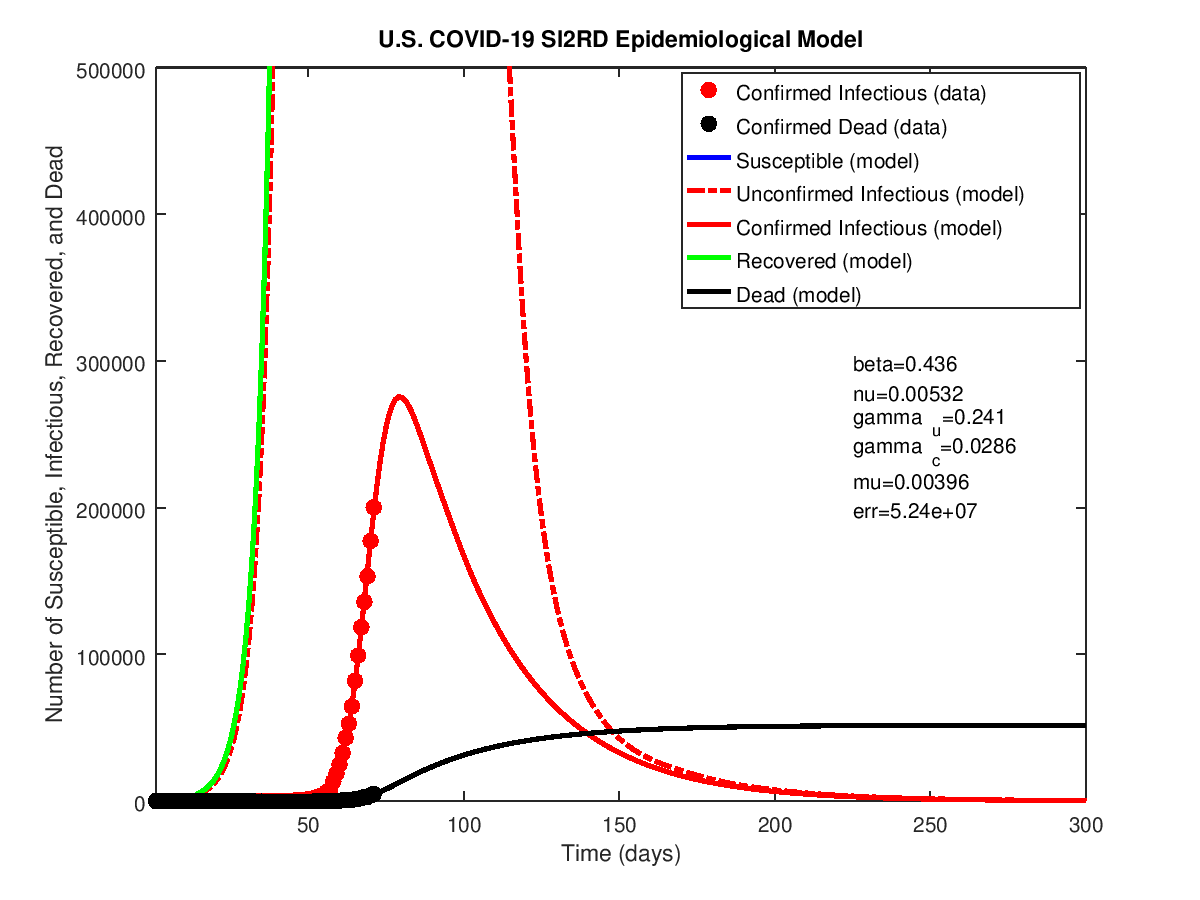 U.S. COVID-19 SI2RD Epidemiological Model
500000
400000
300000
200000
100000
0
Number of Susceptible, Infectious, Recovered, and Dead
Confirmed Infectious (data)
Confirmed Dead (data)
Susceptible (model)
Unconfirmed Infectious (model)
Confirmed Infectious (model)
Recovered (model)
Dead (model)
beta=0.436
nu=0.00532
gamma u=0.241
gamma c=0.0286
mu=0.00396
err=5.24e+07
50 100 150 200 250 300
Time (days)